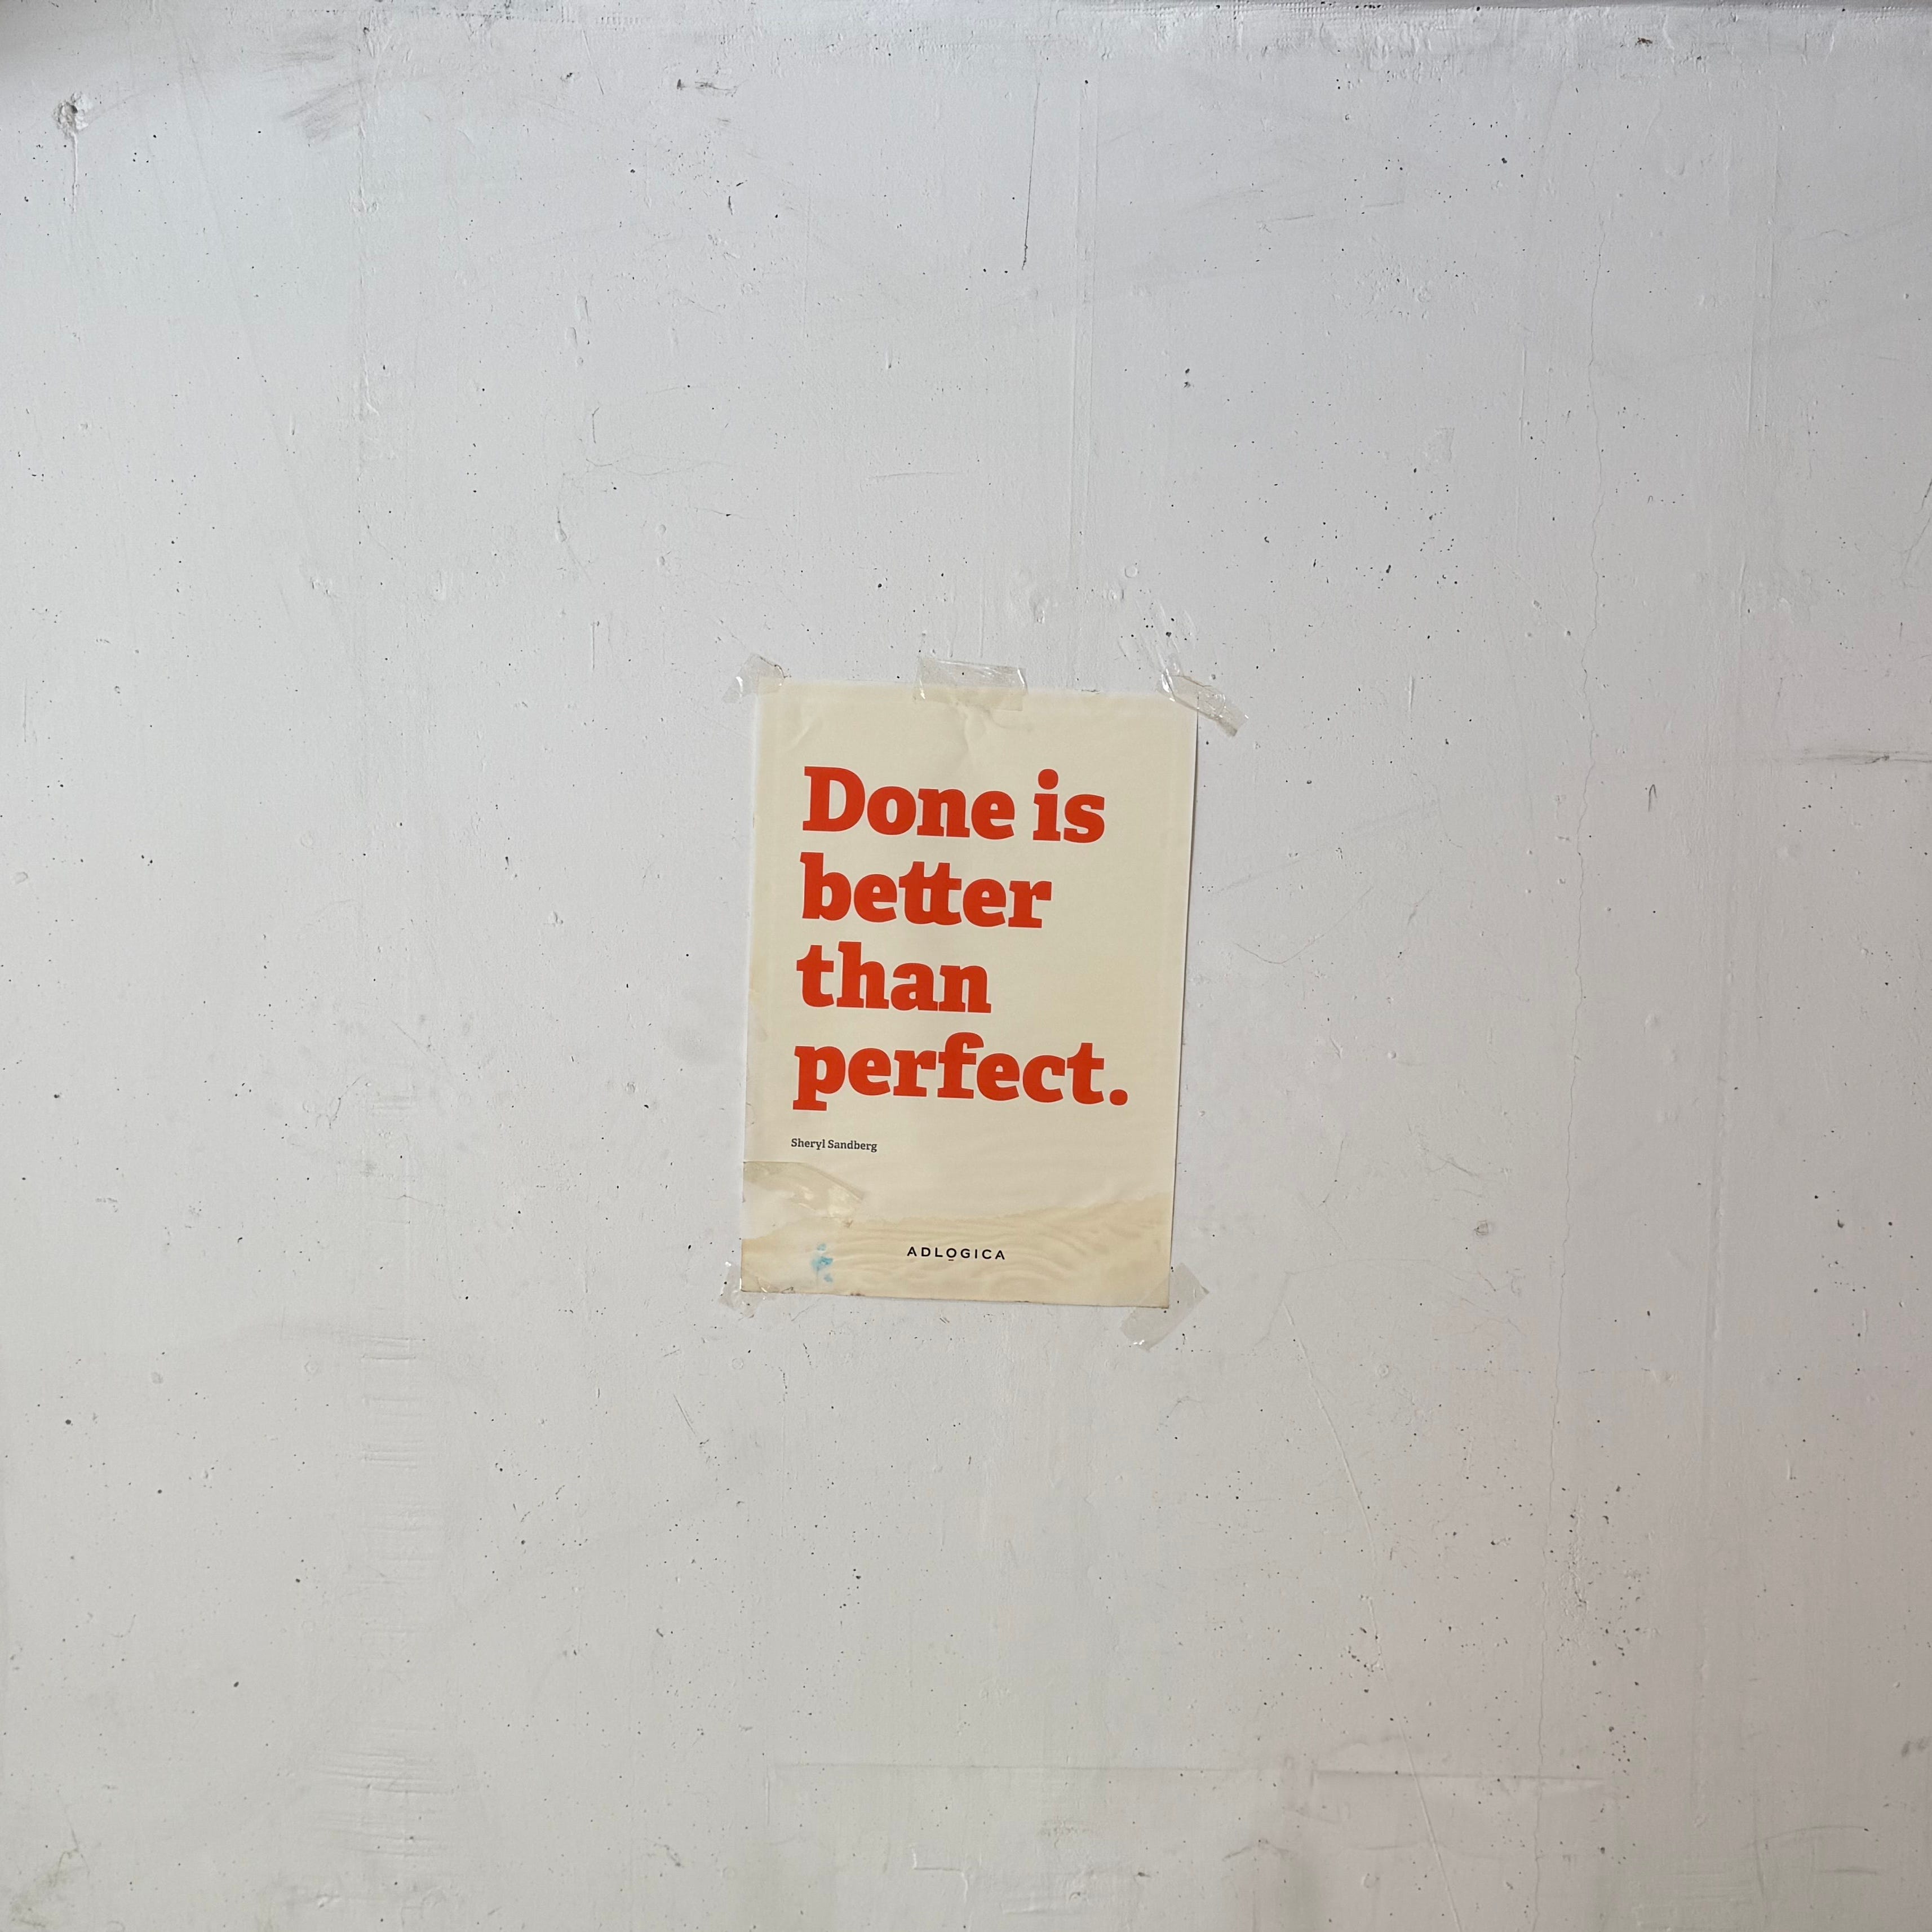 Done is
better
than
perfect.
Sheryl Sandberg
ADLOGICA